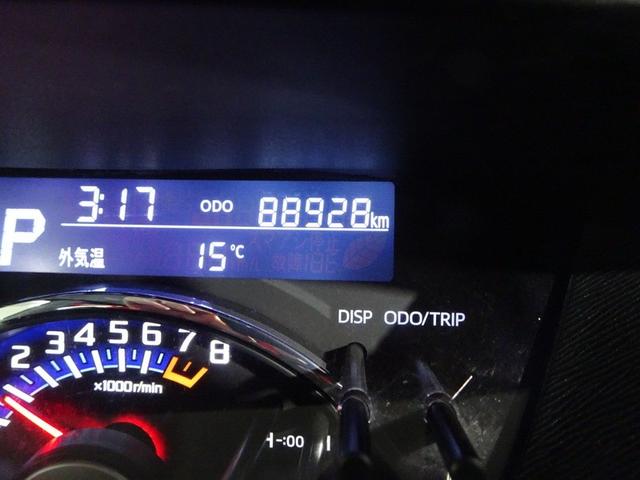 3:17 ODO 88928km
P
外気温 15℃
DISP ODO/TRIP
2 3 4 5 6 7 8
×1000r/min
H -:00